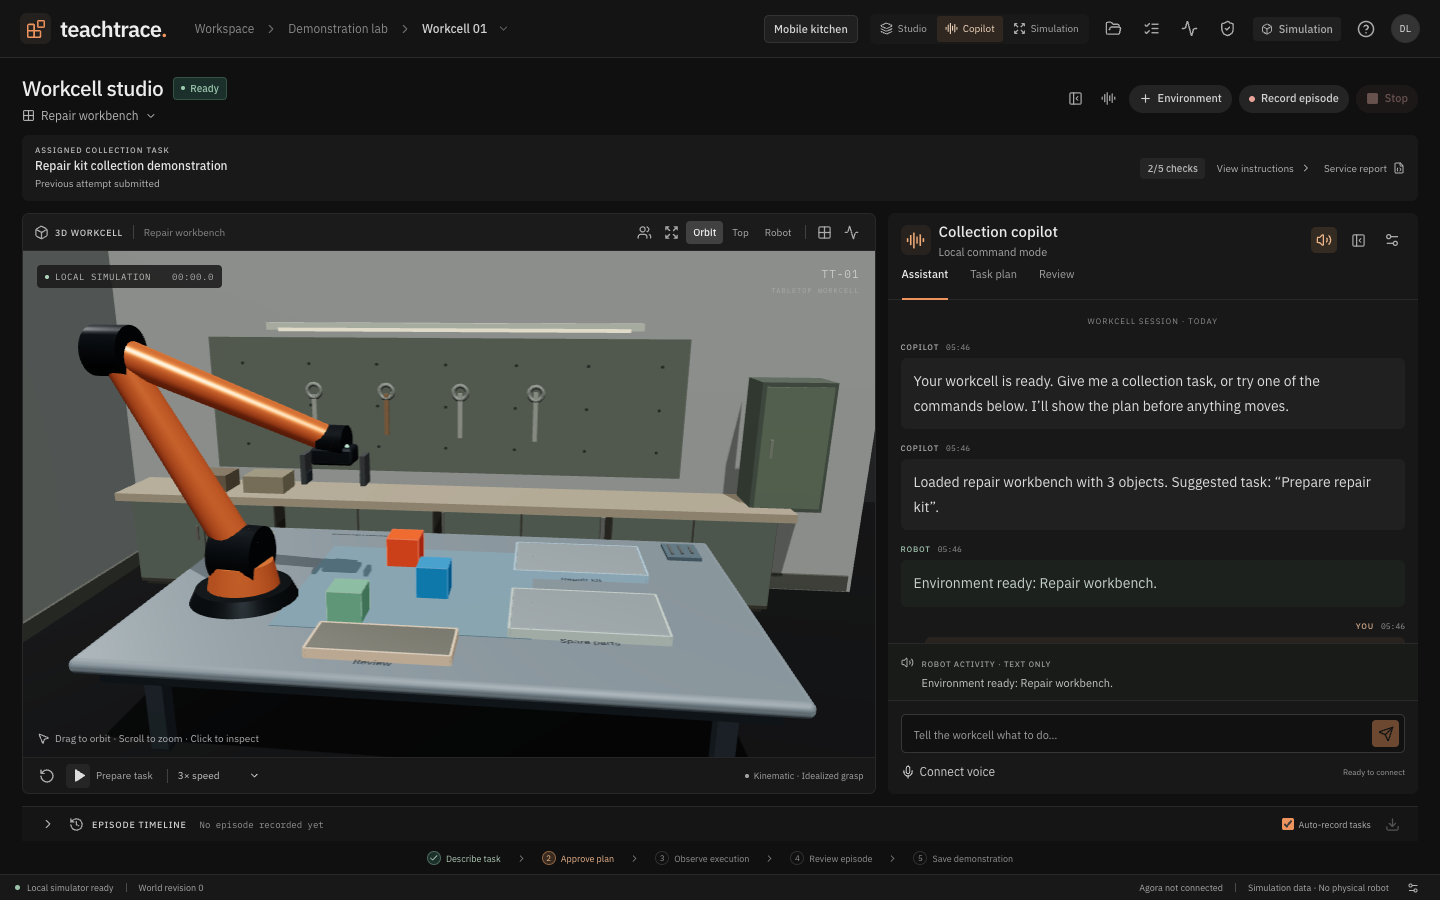 teachtrace.
Workspace
Demonstration lab
Workcell 01
Mobile kitchen
Studio
Copilot
Simulation
Simulation
DL
Workcell studio
Ready
Repair workbench
Environment
Record episode
Stop
ASSIGNED COLLECTION TASK
Repair kit collection demonstration
Previous attempt submitted
2/5 checks
View instructions
Service report
3D WORKCELL
Repair workbench
Orbit
Top
Robot
LOCAL SIMULATION 00:00.0
TT-01
TABLETOP WORKCELL
Spare parts
Review
Drag to orbit · Scroll to zoom · Click to inspect
Prepare task
3× speed
Kinematic · Idealized grasp
Collection copilot
Local command mode
Assistant
Task plan
Review
WORKCELL SESSION · TODAY
COPILOT 05:46
Your workcell is ready. Give me a collection task, or try one of the
commands below. I’ll show the plan before anything moves.
COPILOT 05:46
Loaded repair workbench with 3 objects. Suggested task: “Prepare repair
kit”.
ROBOT 05:46
Environment ready: Repair workbench.
YOU 05:46
ROBOT ACTIVITY · TEXT ONLY
Environment ready: Repair workbench.
Tell the workcell what to do…
Connect voice
Ready to connect
EPISODE TIMELINE
No episode recorded yet
Auto-record tasks
Describe task
2 Approve plan
3 Observe execution
4 Review episode
5 Save demonstration
Local simulator ready
World revision 0
Agora not connected
Simulation data · No physical robot